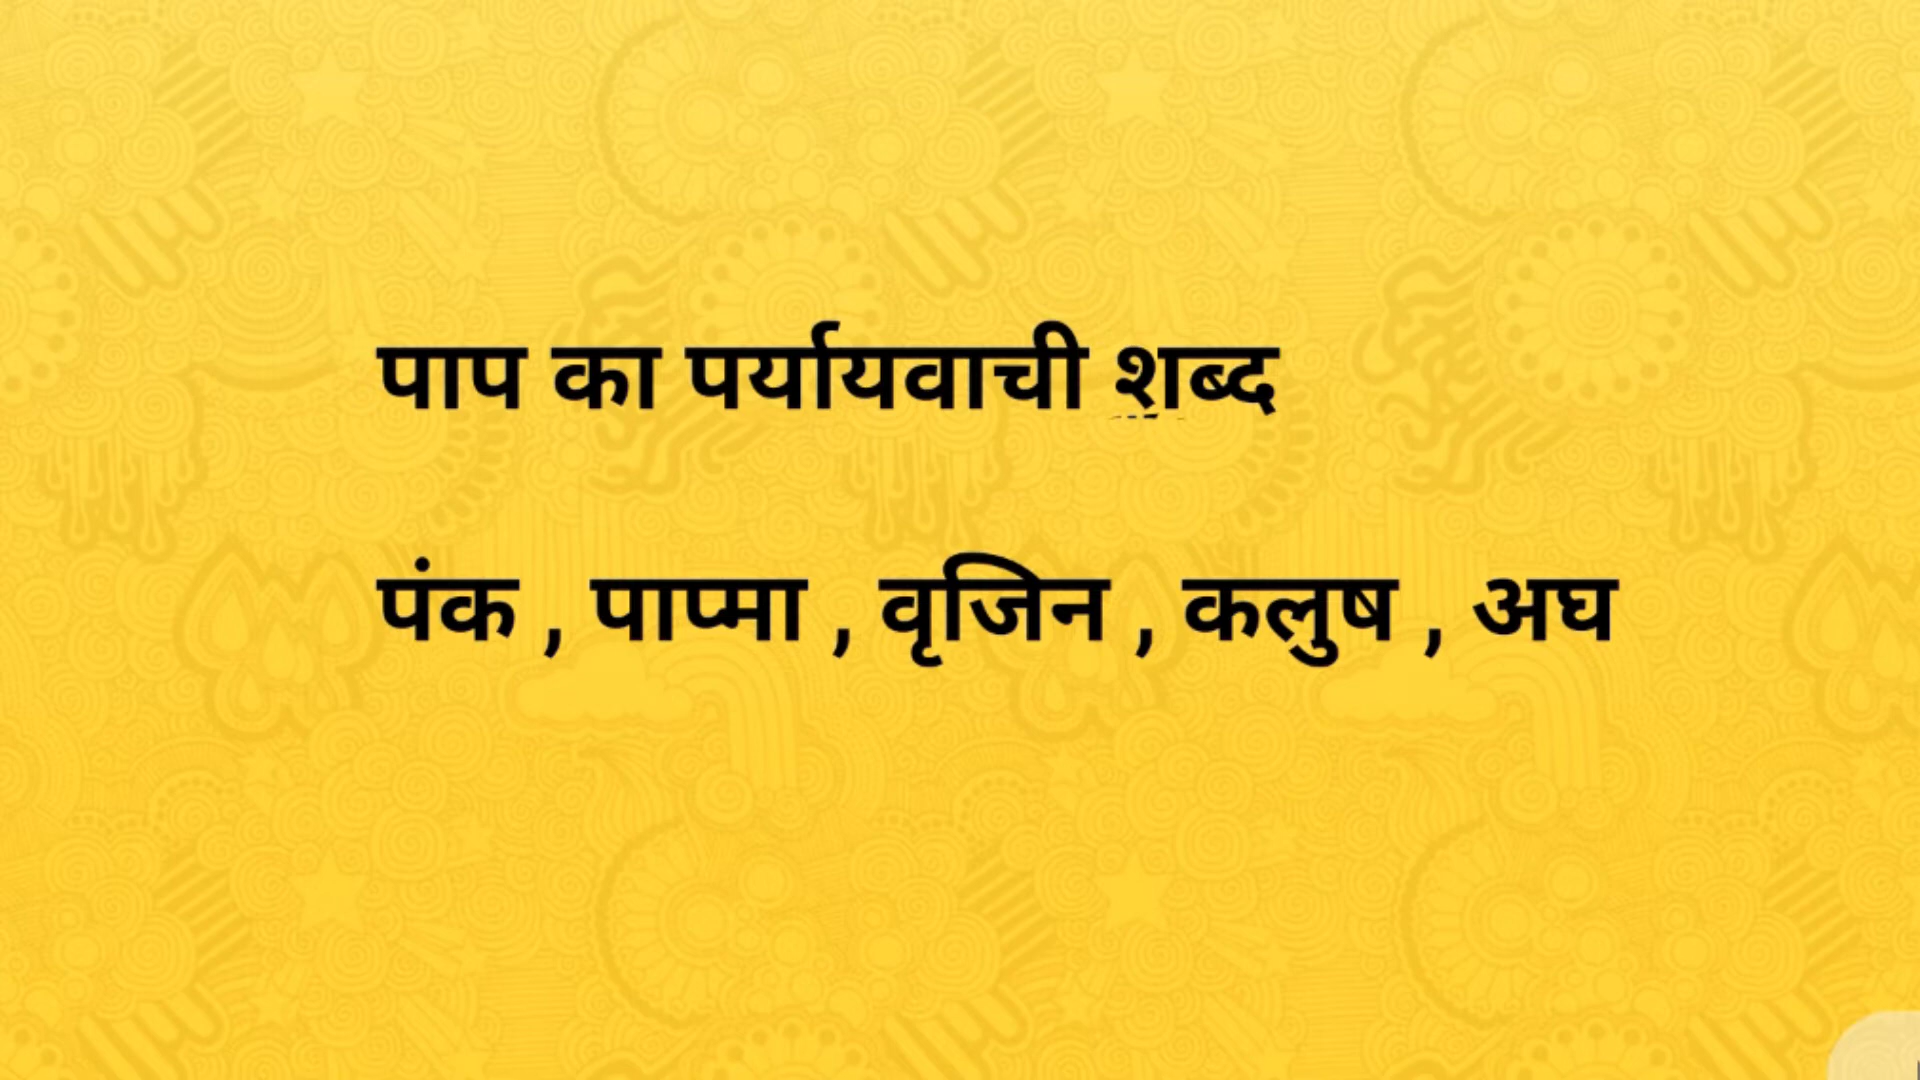 पाप का पर्यायवाची शब्द
पंक , पाप्मा , वृजिन , कलुष , अघ